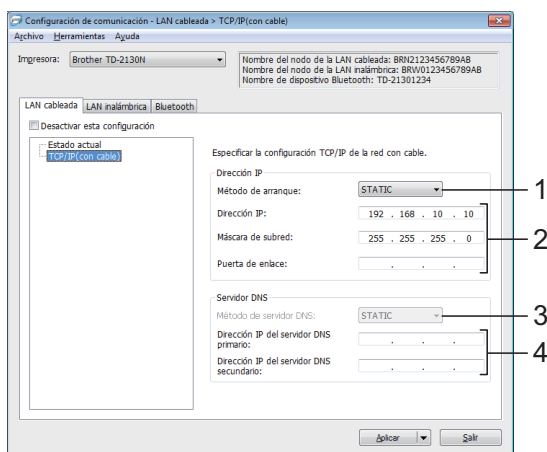 Configuración de comunicación - LAN cableada > TCP/IP(con cable)
Archivo Herramientas Ayuda
Impresora: Brother TD-2130N
Nombre del nodo de la LAN cableada: BRN2123456789AB
Nombre del nodo de la LAN inalámbrica: BRW0123456789AB
Nombre de dispositivo Bluetooth: TD-21301234
LAN cableada LAN inalámbrica Bluetooth
Desactivar esta configuración
Estado actual
TCP/IP(con cable)
Especificar la configuración TCP/IP de la red con cable.
Dirección IP
Método de arranque: STATIC 1
Dirección IP: 192 . 168 . 10 . 10
Máscara de subred: 255 . 255 . 255 . 0 2
Puerta de enlace: . . .
Servidor DNS
Método de servidor DNS: STATIC 3
Dirección IP del servidor DNS
primario: . . .
4
Dirección IP del servidor DNS
secundario: . . .
Aplicar Salir